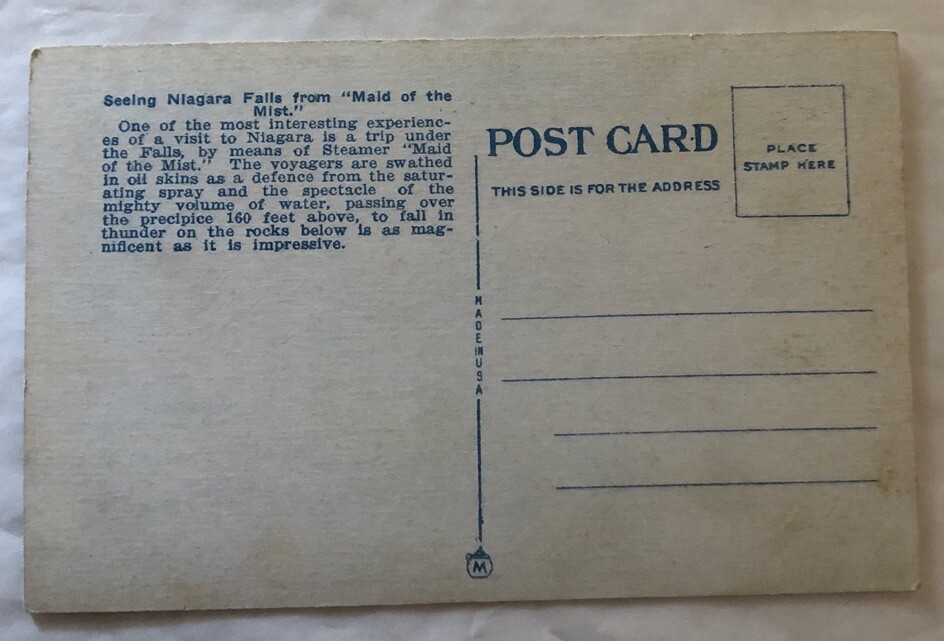 Seeing Niagara Falls from "Maid of the
Mist."
One of the most interesting experienc-
es of a visit to Niagara is a trip under
the Falls, by means of Steamer "Maid
of the Mist." The voyagers are swathed
in oil skins as a defence from the satur-
ating spray and the spectacle of the
mighty volume of water, passing over
the precipice 160 feet above, to fall in
thunder on the rocks below is as mag-
nificent as it is impressive.
POST CARD
THIS SIDE IS FOR THE ADDRESS
PLACE
STAMP HERE
MADE IN USA
M